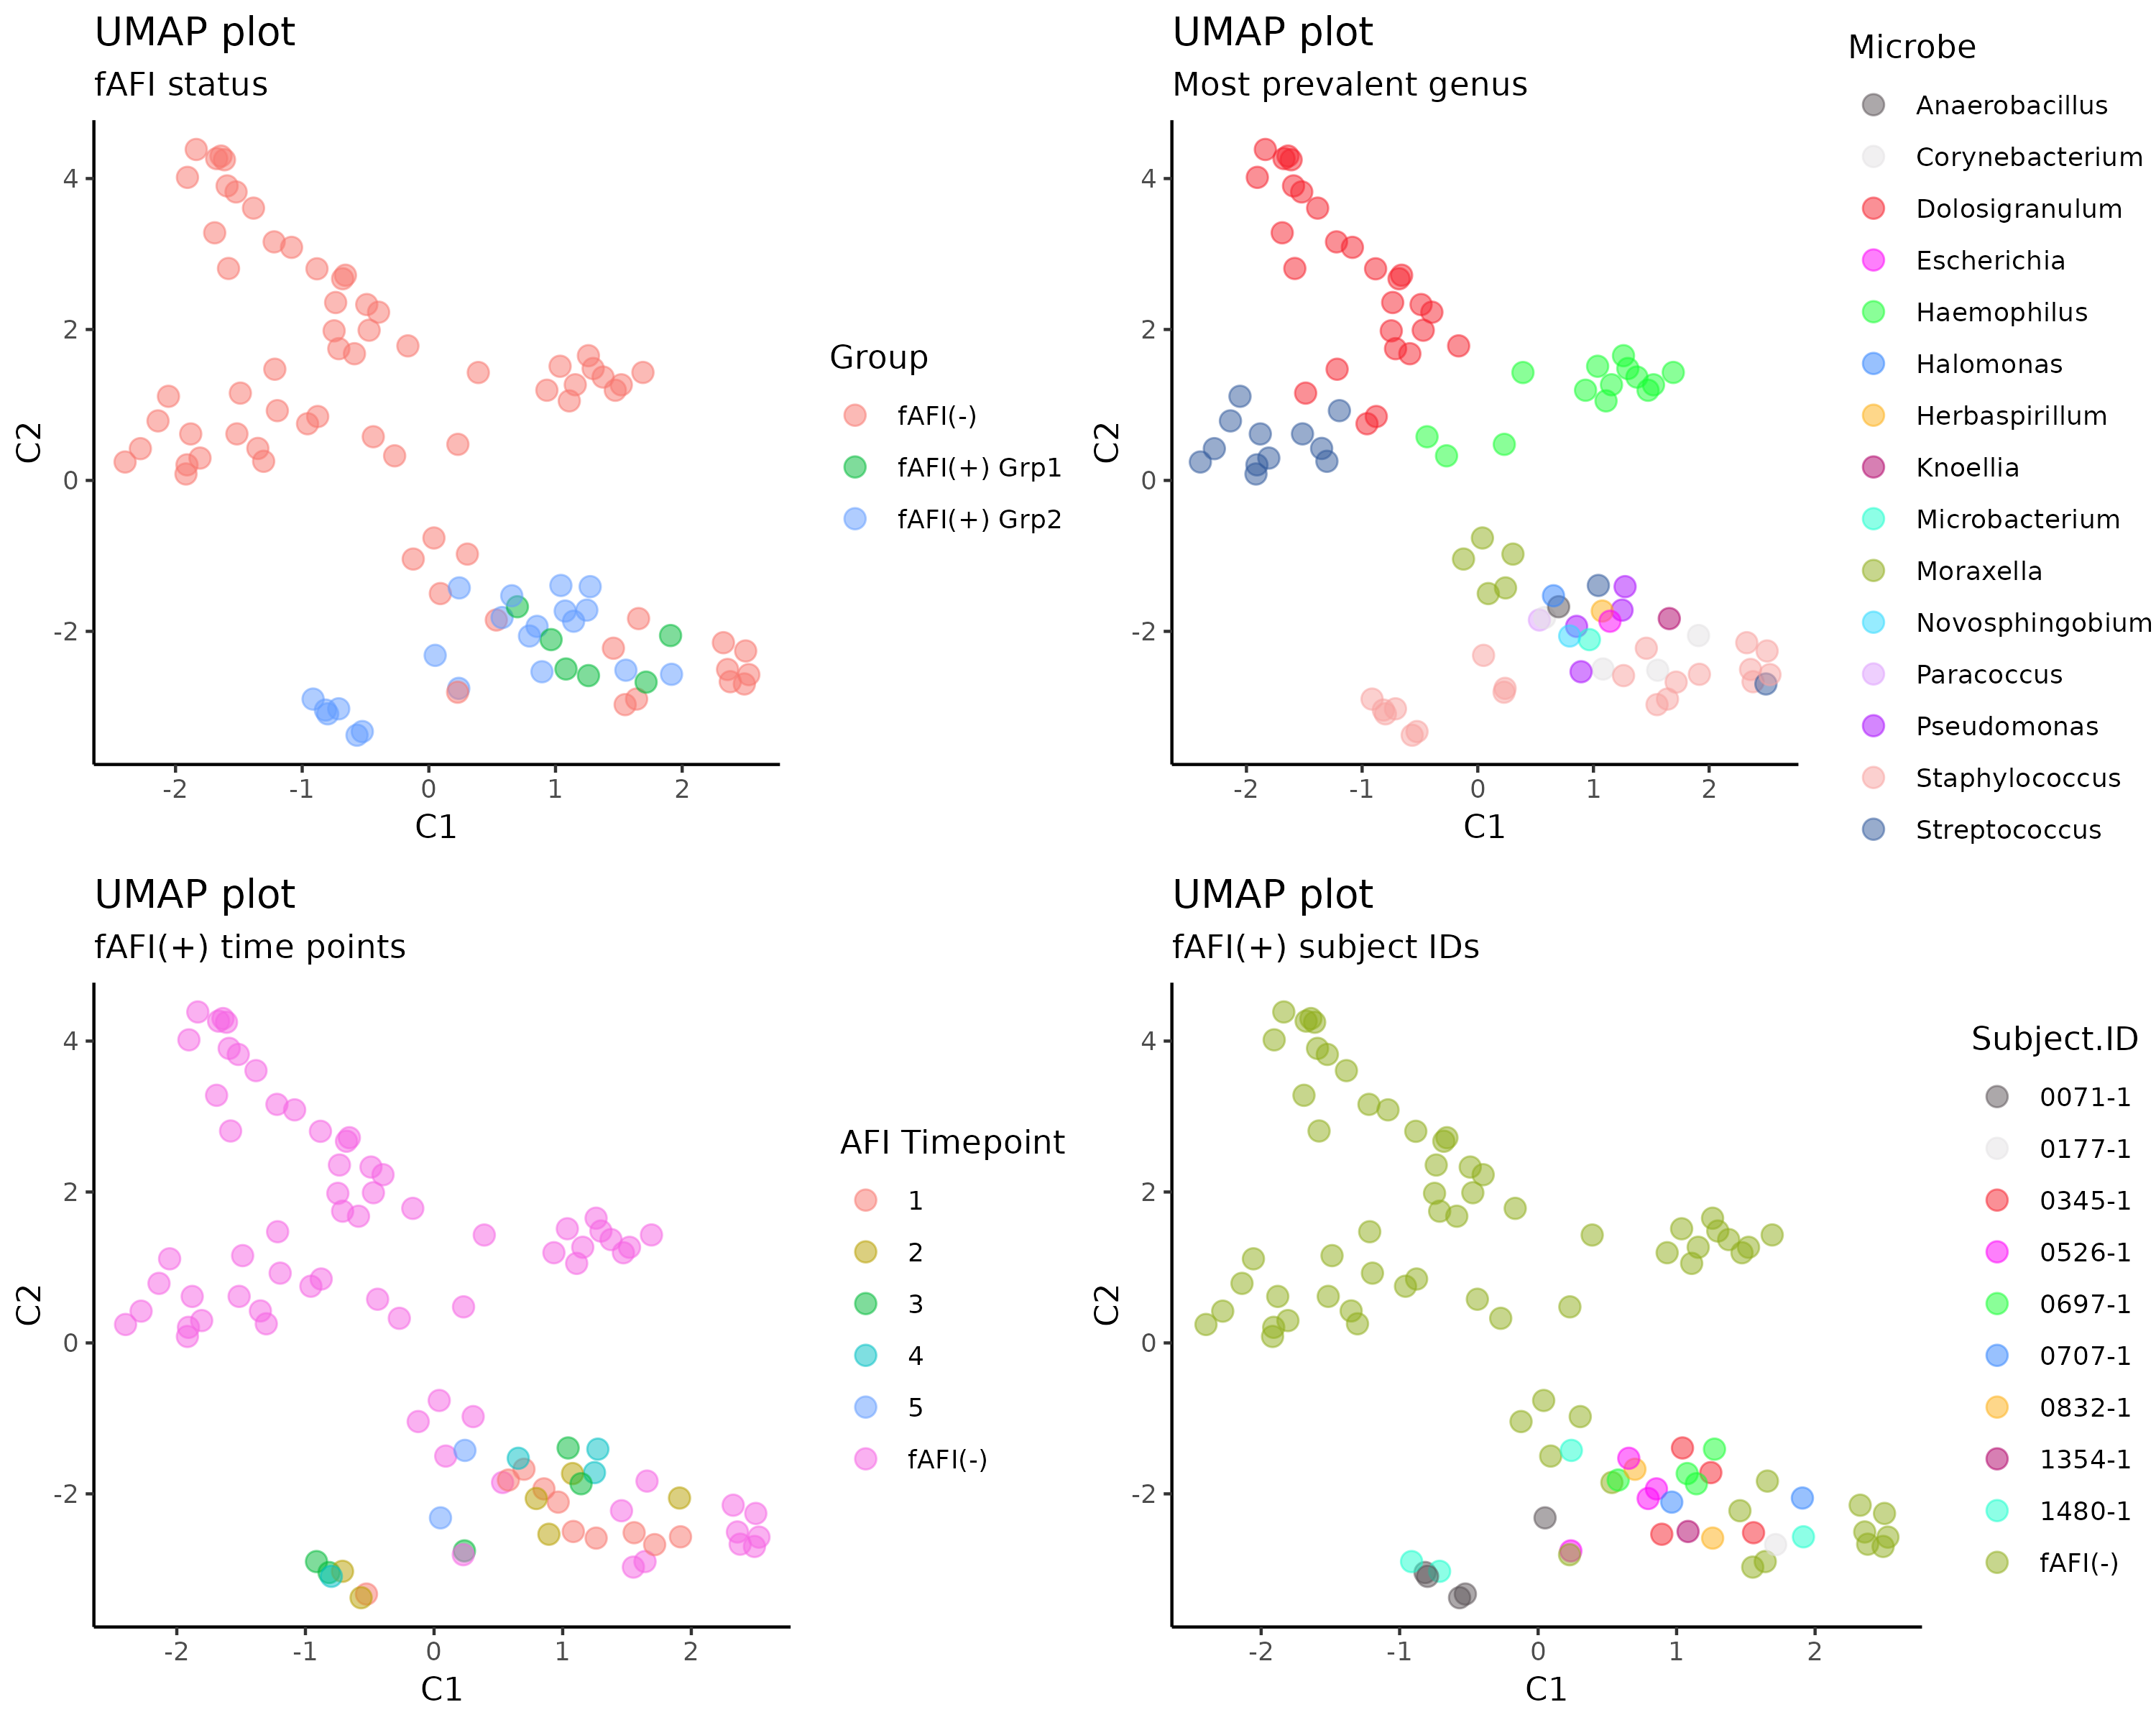 UMAP plot
fAFI status
4
2
0
-2
-2
-1
0
1
2
C2
C1
Group
fAFI(-)
fAFI(+) Grp1
fAFI(+) Grp2
UMAP plot
Most prevalent genus
4
2
0
-2
-2
-1
0
1
2
C2
C1
Microbe
Anaerobacillus
Corynebacterium
Dolosigranulum
Escherichia
Haemophilus
Halomonas
Herbaspirillum
Knoellia
Microbacterium
Moraxella
Novosphingobium
Paracoccus
Pseudomonas
Staphylococcus
Streptococcus
UMAP plot
fAFI(+) time points
4
2
0
-2
-2
-1
0
1
2
C2
C1
AFI Timepoint
1
2
3
4
5
fAFI(-)
UMAP plot
fAFI(+) subject IDs
4
2
0
-2
-2
-1
0
1
2
C2
C1
Subject.ID
0071-1
0177-1
0345-1
0526-1
0697-1
0707-1
0832-1
1354-1
1480-1
fAFI(-)